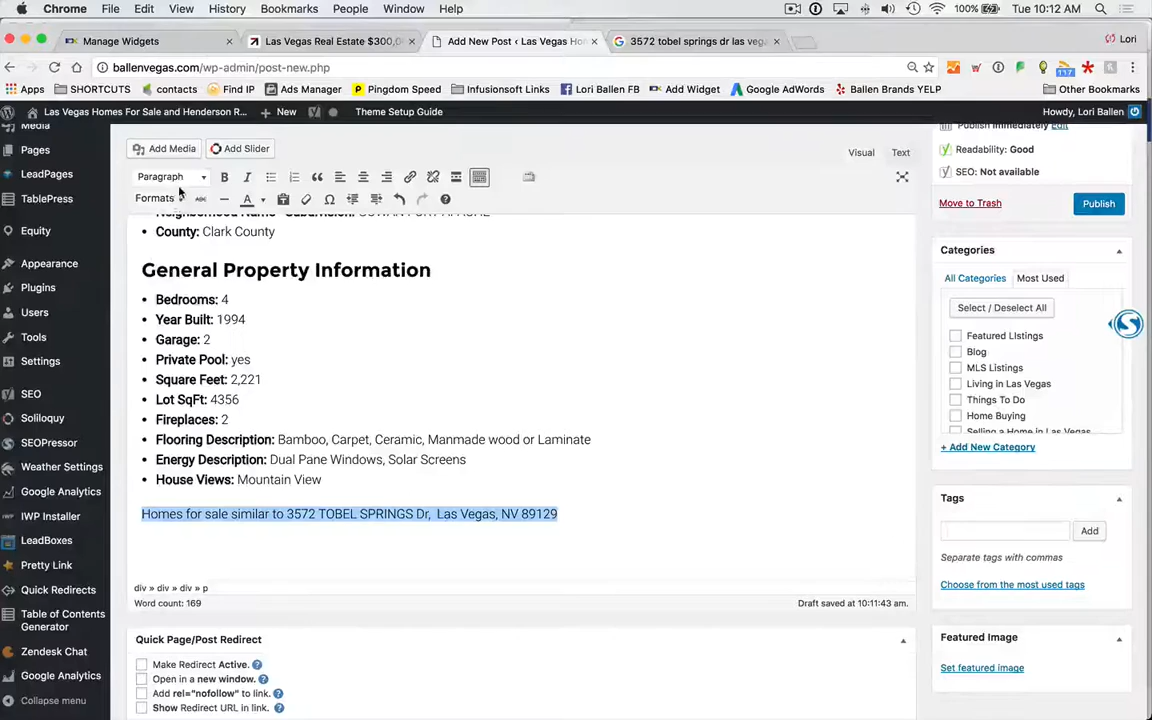 Chrome File Edit View History Bookmarks People Window Help 100% Tue 10:12 AM
Manage Widgets Las Vegas Real Estate $300,0 Add New Post ‹ Las Vegas Hom 3572 tobel springs dr las veg Lori
ballenvegas.com/wp-admin/post-new.php
Apps SHORTCUTS contacts Find IP Ads Manager Pingdom Speed Infusionsoft Links Lori Ballen FB Add Widget Google AdWords Ballen Brands YELP Other Bookmarks
Las Vegas Homes For Sale and Henderson R... New Theme Setup Guide Howdy, Lori Ballen
Media
Pages
LeadPages
TablePress
Equity
Appearance
Plugins
Users
Tools
Settings
SEO
Soliloquy
SEOPressor
Weather Settings
Google Analytics
IWP Installer
LeadBoxes
Pretty Link
Quick Redirects
Table of Contents
Generator
Zendesk Chat
Google Analytics
Collapse menu
Add Media Add Slider
Visual Text
Paragraph
Formats
Neighborhood Name - Subdivision:
County: Clark County
General Property Information
Bedrooms: 4
Year Built: 1994
Garage: 2
Private Pool: yes
Square Feet: 2,221
Lot SqFt: 4356
Fireplaces: 2
Flooring Description: Bamboo, Carpet, Ceramic, Manmade wood or Laminate
Energy Description: Dual Pane Windows, Solar Screens
House Views: Mountain View
Homes for sale similar to 3572 TOBEL SPRINGS Dr, Las Vegas, NV 89129
div » div » div » p
Word count: 169 Draft saved at 10:11:43 am.
Quick Page/Post Redirect
Make Redirect Active.
Open in a new window.
Add rel="nofollow" to link.
Show Redirect URL in link.
Publish immediately Edit
Readability: Good
SEO: Not available
Move to Trash Publish
Categories
All Categories Most Used
Select / Deselect All
Featured LIstings
Blog
MLS Listings
Living in Las Vegas
Things To Do
Home Buying
Selling a Home in Las Vegas
+ Add New Category
Tags
Add
Separate tags with commas
Choose from the most used tags
Featured Image
Set featured image